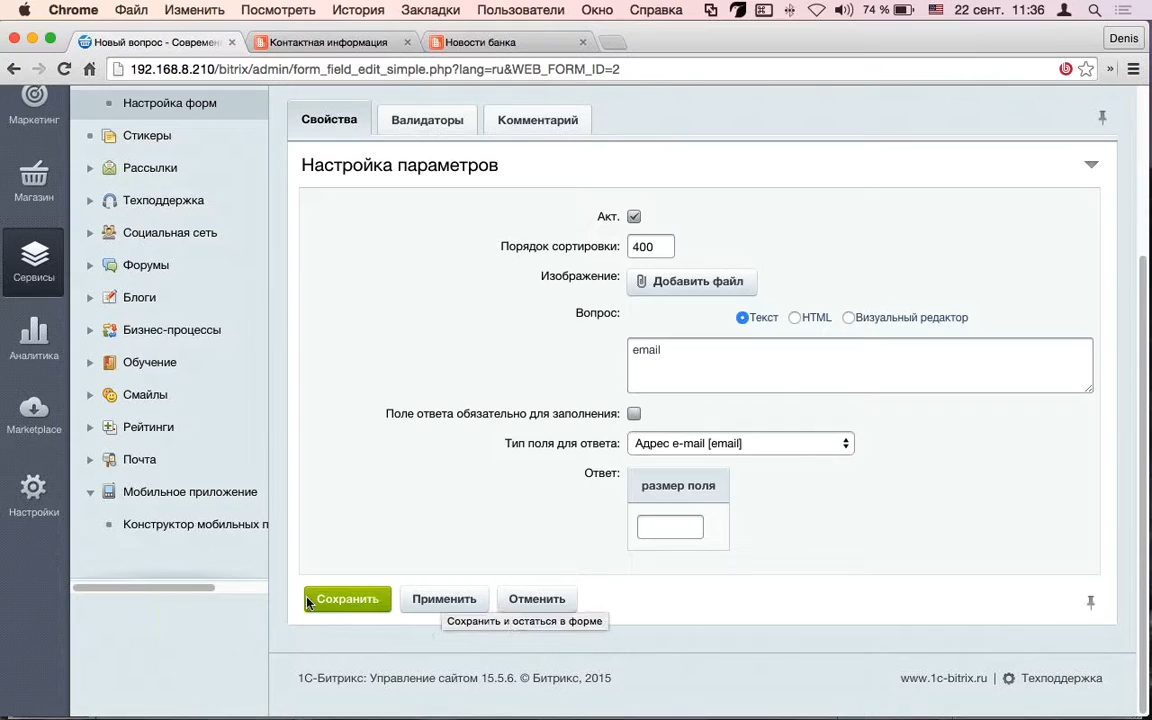 Chrome Файл Изменить Посмотреть История Закладки Пользователи Окно Справка 74 % 22 сент. 11:36
Новый вопрос - Современ Контактная информация Новости банка Denis
192.168.8.210/bitrix/admin/form_field_edit_simple.php?lang=ru&WEB_FORM_ID=2
Маркетинг
Магазин
Сервисы
Аналитика
Marketplace
Настройки
Настройка форм
Стикеры
Рассылки
Техподдержка
Социальная сеть
Форумы
Блоги
Бизнес-процессы
Обучение
Смайлы
Рейтинги
Почта
Мобильное приложение
Конструктор мобильных п
Свойства Валидаторы Комментарий
Настройка параметров
Акт.
Порядок сортировки: 400
Изображение: Добавить файл
Вопрос: Текст HTML Визуальный редактор
email
Поле ответа обязательно для заполнения:
Тип поля для ответа: Адрес e-mail [email]
Ответ: размер поля
Сохранить Применить Отменить
Сохранить и остаться в форме
1С-Битрикс: Управление сайтом 15.5.6. © Битрикс, 2015 www.1c-bitrix.ru | Техподдержка